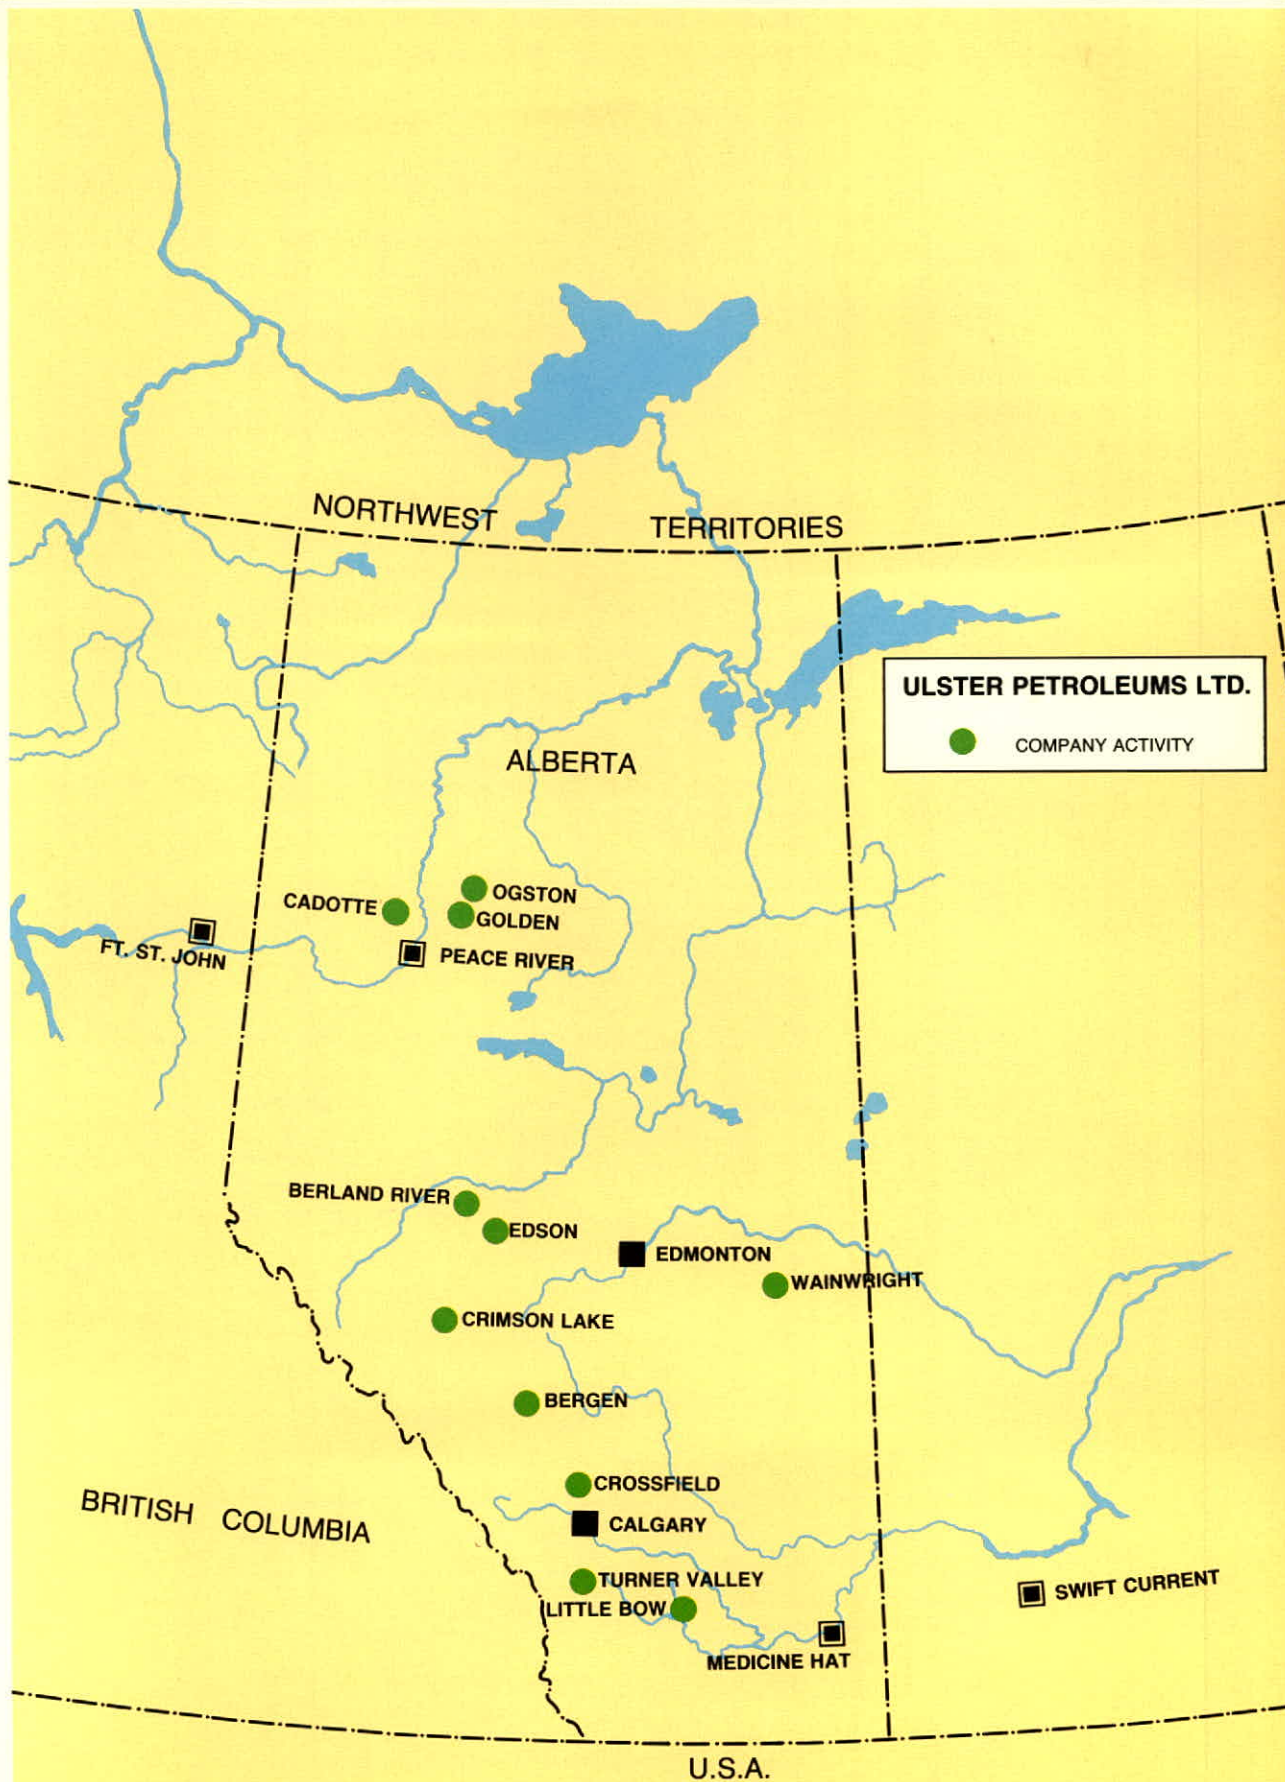 NORTHWEST TERRITORIES
ULSTER PETROLEUMS LTD.
COMPANY ACTIVITY
ALBERTA
OGSTON
CADOTTE
GOLDEN
FT. ST. JOHN
PEACE RIVER
BERLAND RIVER
EDSON
EDMONTON
WAINWRIGHT
CRIMSON LAKE
BERGEN
CROSSFIELD
BRITISH COLUMBIA
CALGARY
TURNER VALLEY
SWIFT CURRENT
LITTLE BOW
MEDICINE HAT
U.S.A.